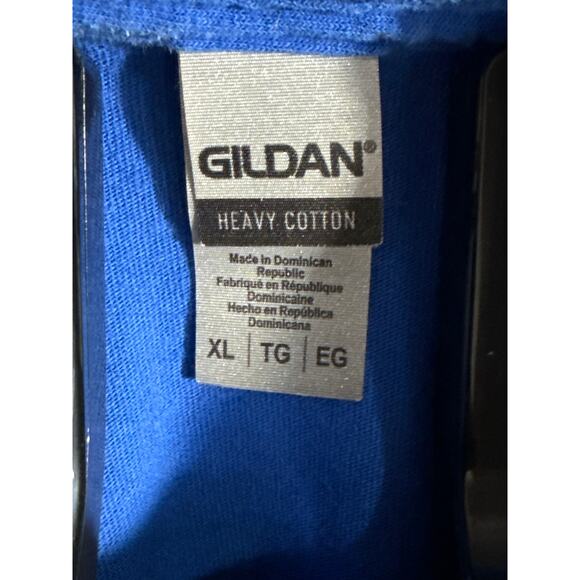 GILDAN®
HEAVY COTTON
Made in Dominican
Republic
Fabriqué en République
Dominicaine
Hecho en República
Dominicana
XL | TG | EG